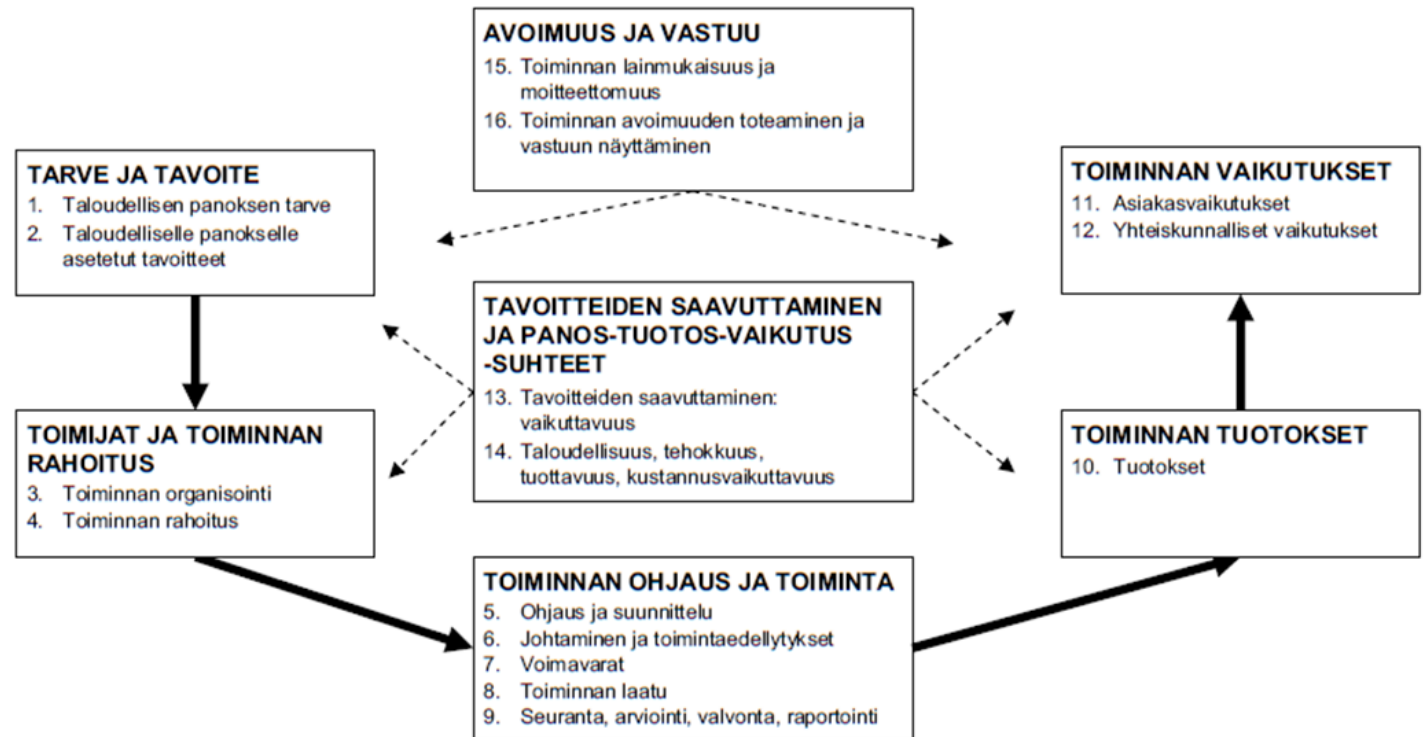 AVOIMUUS JA VASTUU
15. Toiminnan lainmukaisuus ja
moitteettomuus
16. Toiminnan avoimuuden toteaminen ja
vastuun näyttäminen
TARVE JA TAVOITE
1. Taloudellisen panoksen tarve
2. Taloudelliselle panokselle
asetetut tavoitteet
TOIMINNAN VAIKUTUKSET
11. Asiakasvaikutukset
12. Yhteiskunnalliset vaikutukset
TAVOITTEIDEN SAAVUTTAMINEN
JA PANOS-TUOTOS-VAIKUTUS
-SUHTEET
13. Tavoitteiden saavuttaminen:
vaikuttavuus
14. Taloudellisuus, tehokkuus,
tuottavuus, kustannusvaikuttavuus
TOIMIJAT JA TOIMINNAN
RAHOITUS
3. Toiminnan organisointi
4. Toiminnan rahoitus
TOIMINNAN TUOTOKSET
10. Tuotokset
TOIMINNAN OHJAUS JA TOIMINTA
5. Ohjaus ja suunnittelu
6. Johtaminen ja toimintaedellytykset
7. Voimavarat
8. Toiminnan laatu
9. Seuranta, arviointi, valvonta, raportointi